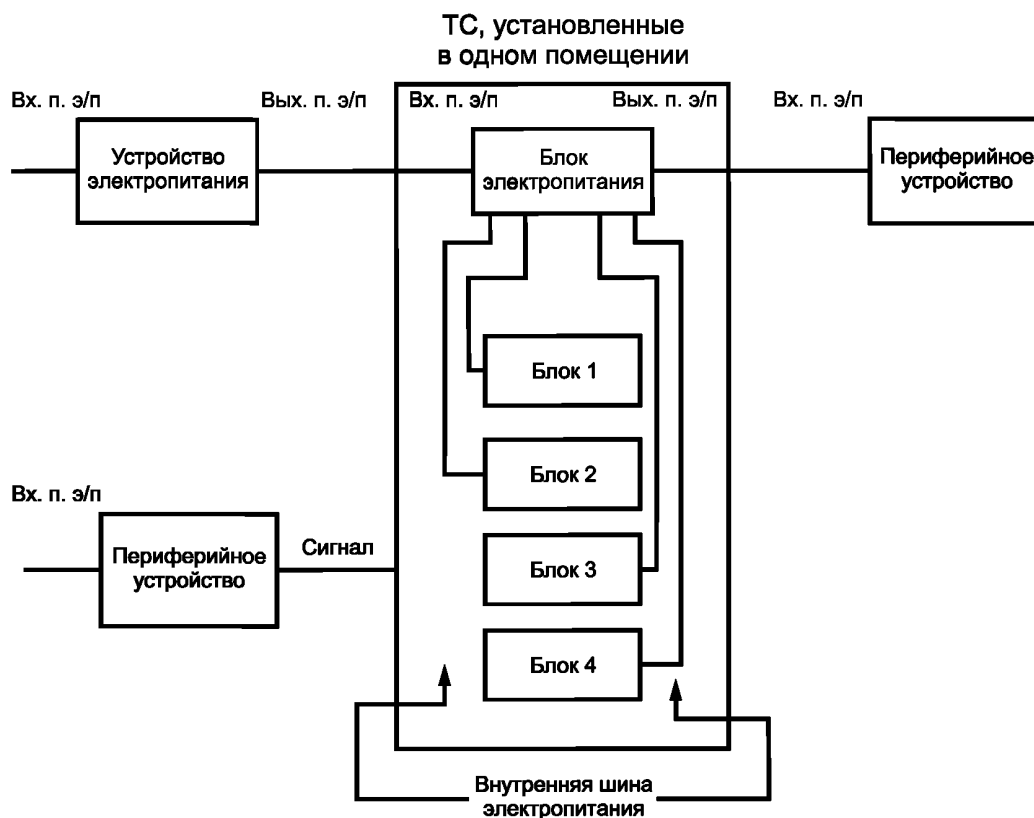 ТС, установленные
в одном помещении
Вх. п. э/п
Вых. п. э/п
Вх. п. э/п
Вых. п. э/п
Вх. п. э/п
Устройство
электропитания
Блок
электропитания
Периферийное
устройство
Блок 1
Блок 2
Вх. п. э/п
Периферийное
устройство
Сигнал
Блок 3
Блок 4
Внутренняя шина
электропитания